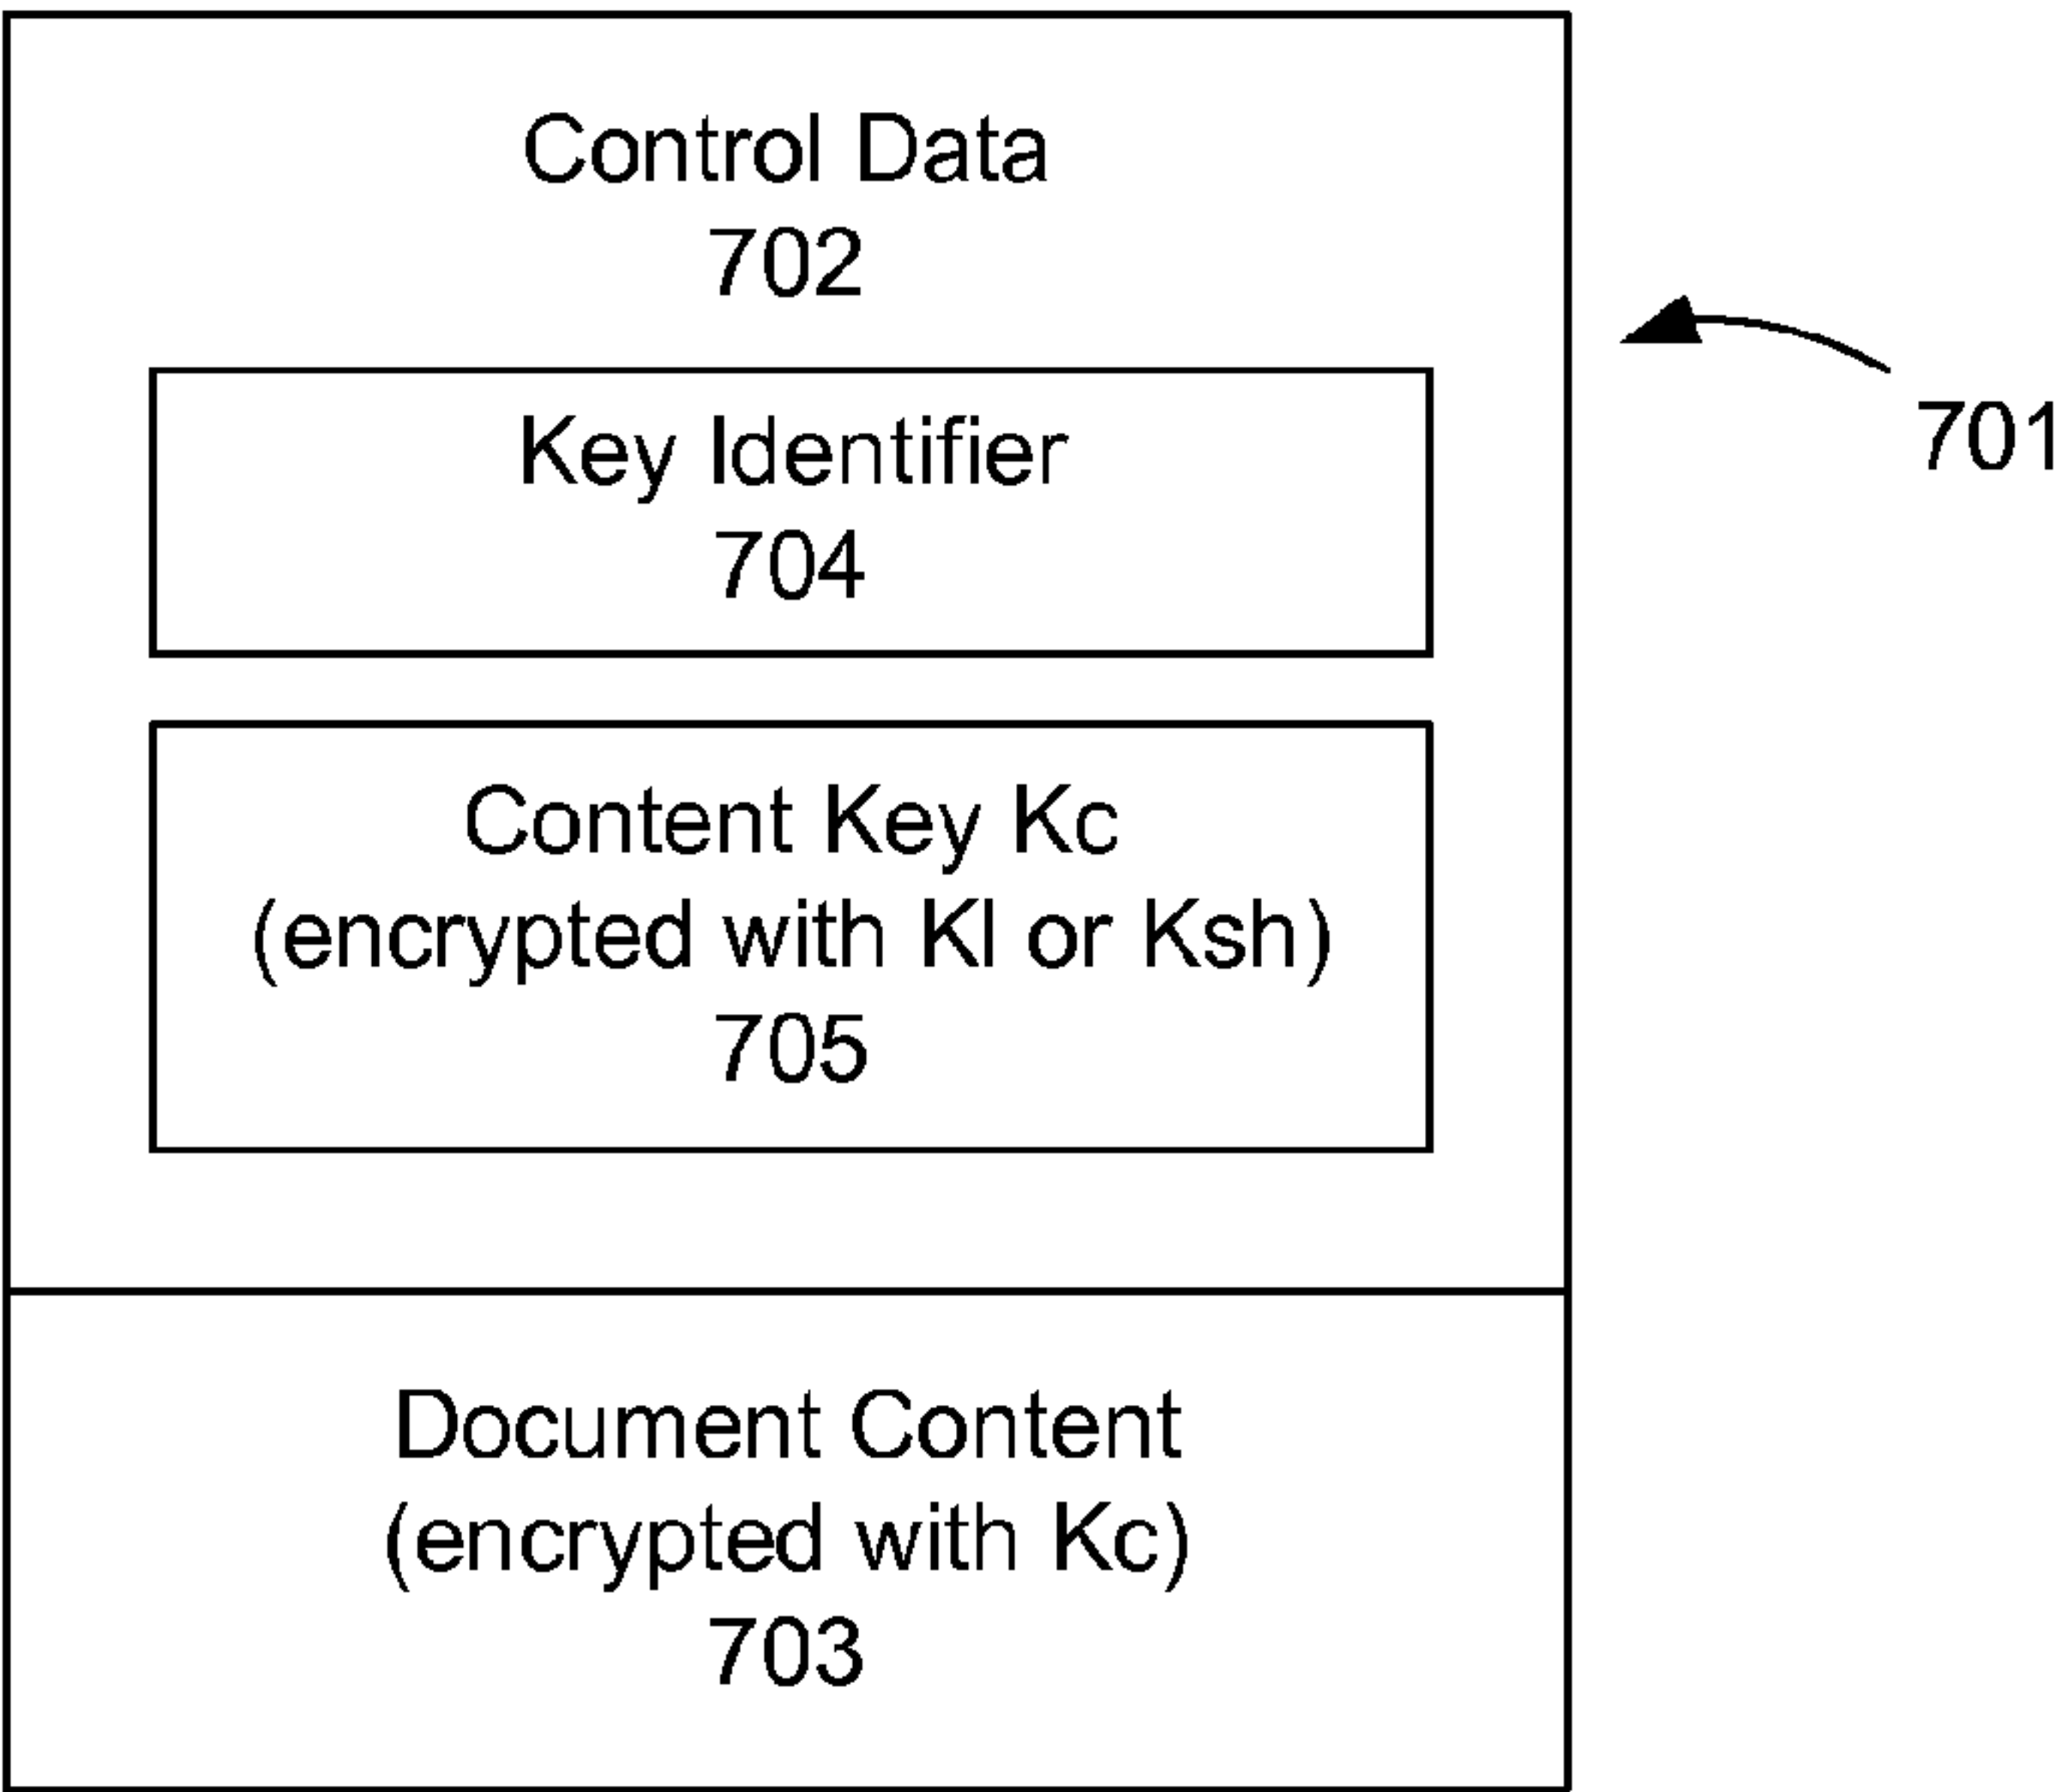 Control Data
702
701
Key Identifier
704
Content Key Kc
(encrypted with Kl or Ksh)
705
Document Content
(encrypted with Kc)
703